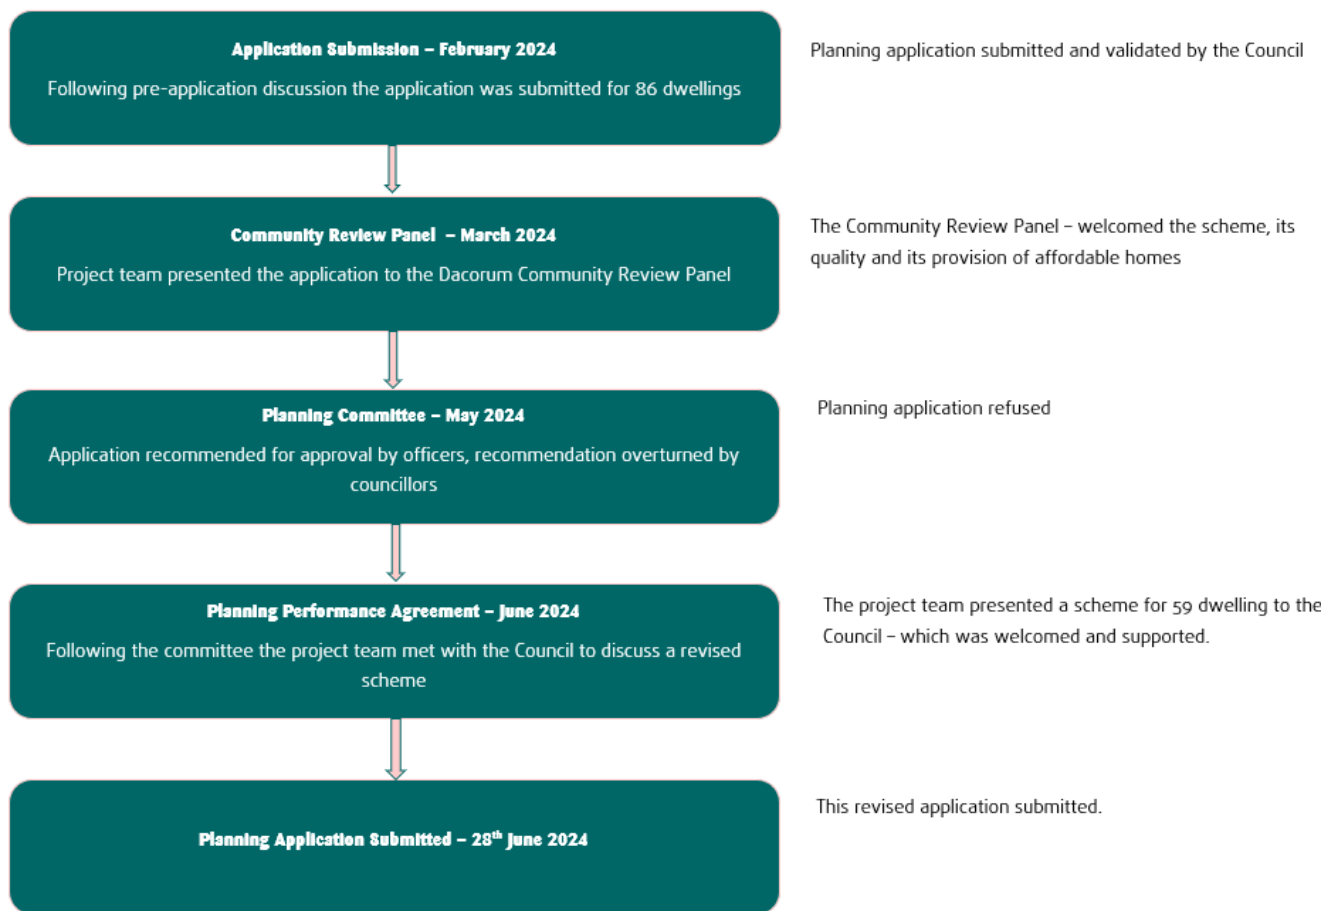 Application Submission – February 2024
Following pre-application discussion the application was submitted for 86 dwellings
Planning application submitted and validated by the Council
Community Review Panel – March 2024
Project team presented the application to the Dacorum Community Review Panel
The Community Review Panel – welcomed the scheme, its
quality and its provision of affordable homes
Planning Committee – May 2024
Application recommended for approval by officers, recommendation overturned by
councillors
Planning application refused
Planning Performance Agreement – June 2024
Following the committee the project team met with the Council to discuss a revised
scheme
The project team presented a scheme for 59 dwelling to the
Council – which was welcomed and supported.
Planning Application Submitted – 28th June 2024
This revised application submitted.